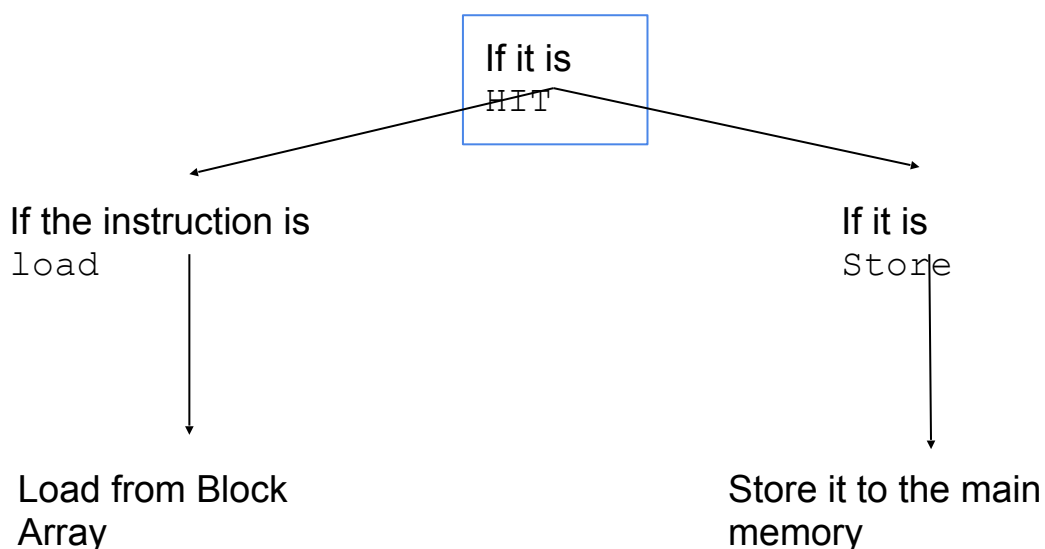 If it is
HIT
If the instruction is
load
If it is
Store
Load from Block
Array
Store it to the main
memory